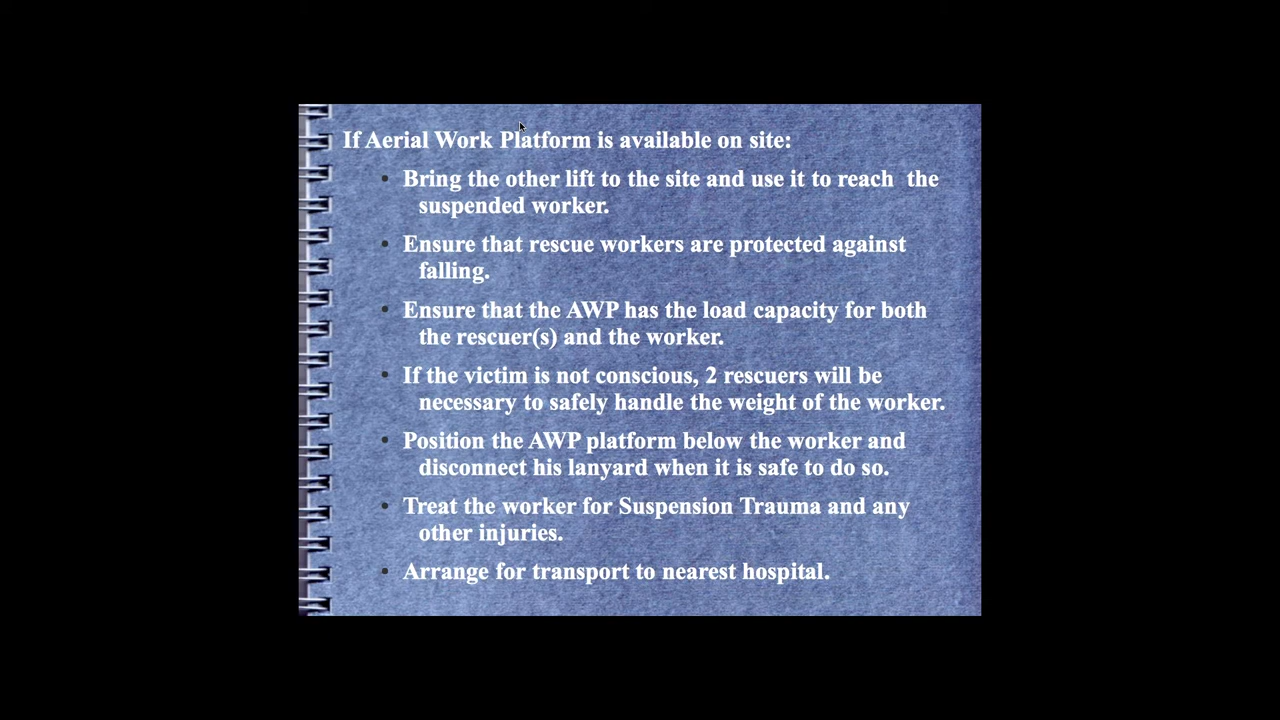 If Aerial Work Platform is available on site:
• Bring the other lift to the site and use it to reach  the
suspended worker.
• Ensure that rescue workers are protected against
falling.
• Ensure that the AWP has the load capacity for both
the rescuer(s) and the worker.
• If the victim is not conscious, 2 rescuers will be
necessary to safely handle the weight of the worker.
• Position the AWP platform below the worker and
disconnect his lanyard when it is safe to do so.
• Treat the worker for Suspension Trauma and any
other injuries.
• Arrange for transport to nearest hospital.